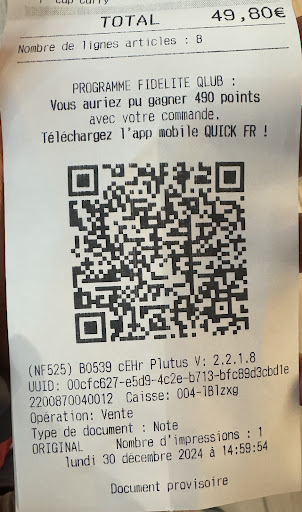 cup curry
TOTAL 49,80€
Nombre de lignes articles : 8
PROGRAMME FIDELITE QLUB :
Vous auriez pu gagner 490 points
avec votre commande.
Téléchargez l'app mobile QUICK FR !
(NF525) B0539 cEHr Plutus V: 2.2.1.8
UUID: 00cfc627-e5d9-4c2e-b713-bfc89d3cbd1e
2200870040012 Caisse: 004-TBlzxg
Opération: Vente
Type de document : Note
ORIGINAL Nombre d'impressions : 1
lundi 30 décembre 2024 à 14:59:54
Document provisoire